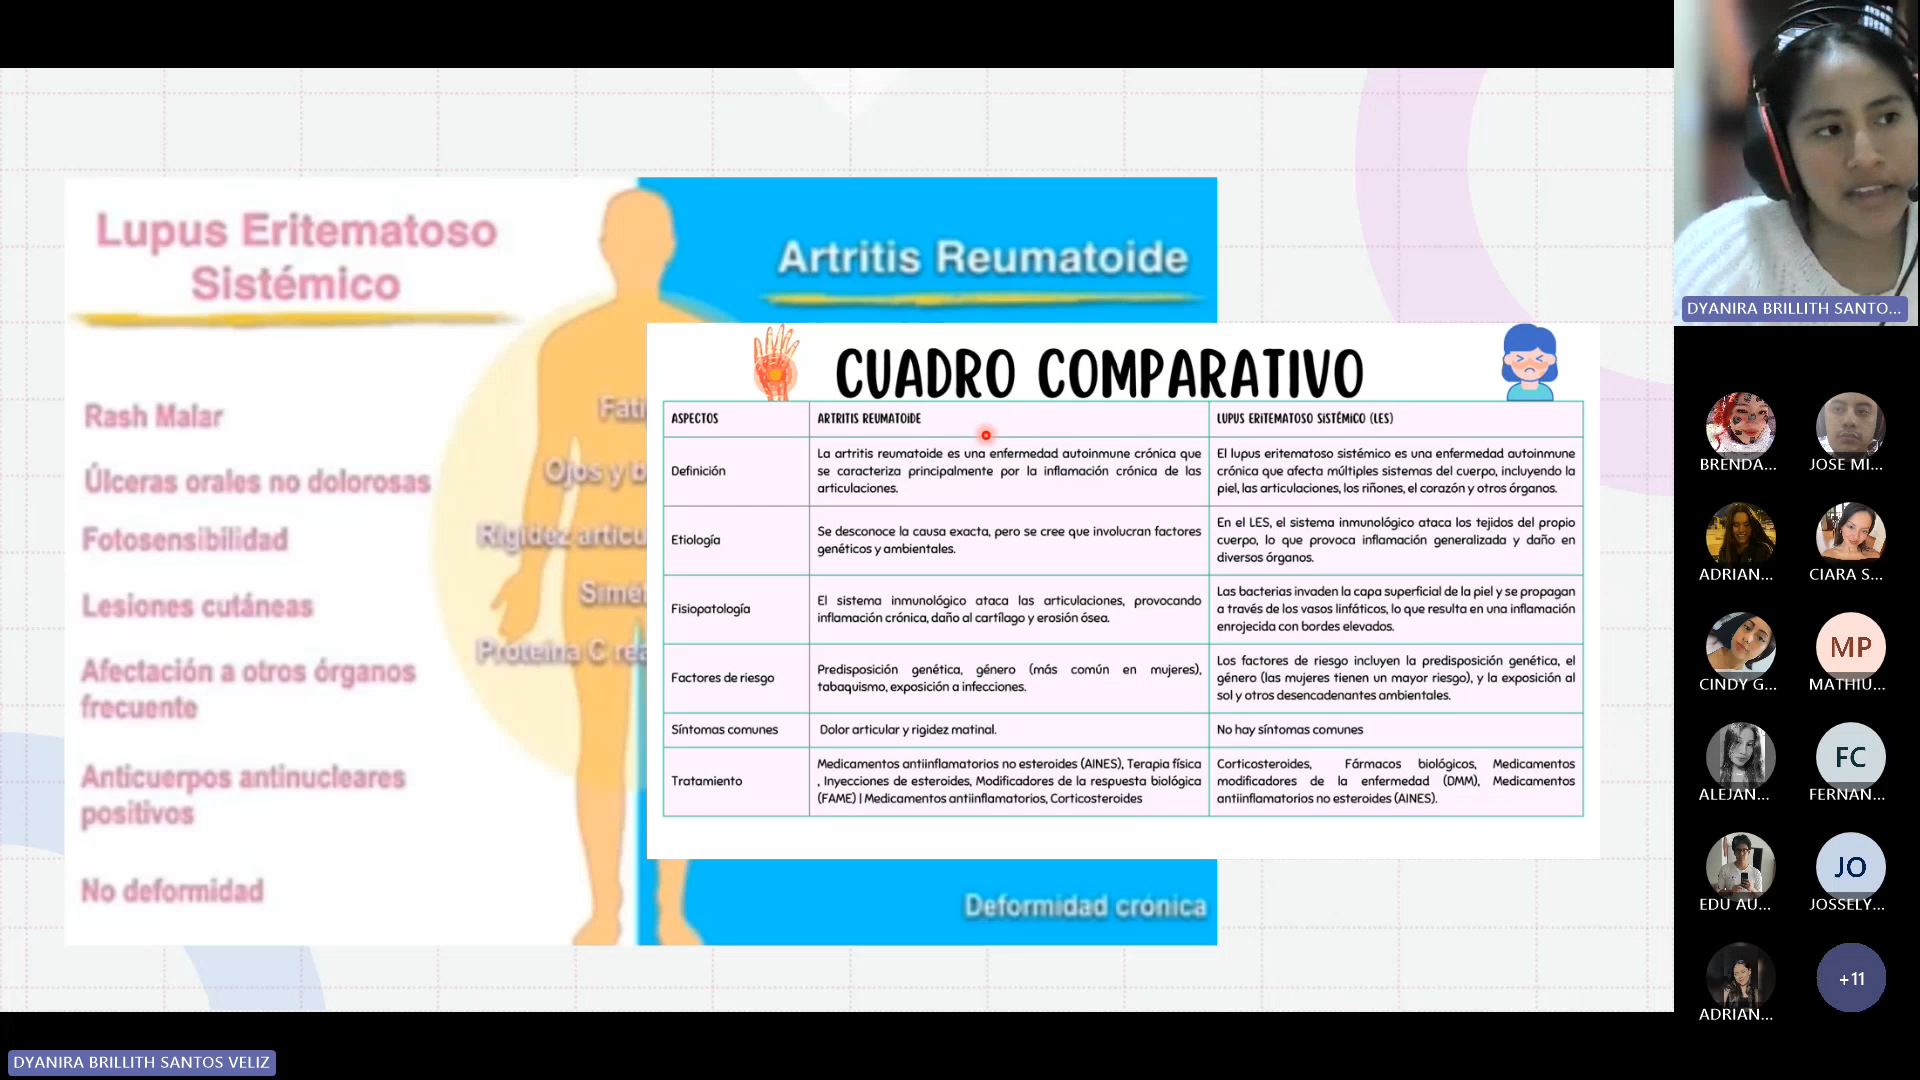 Lupus Eritematoso
Sistémico
Artritis Reumatoide
Rash Malar
Úlceras orales no dolorosas
Fotosensibilidad
Lesiones cutáneas
Afectación a otros órganos
frecuente
Anticuerpos antinucleares
positivos
No deformidad
Fati
Ojos y b
Rigidez articu
Simé
Proteína C rea
Deformidad crónica
CUADRO COMPARATIVO
ASPECTOS
ARTRITIS REUMATOIDE
LUPUS ERITEMATOSO SISTÉMICO (LES)
Definición
La artritis reumatoide es una enfermedad autoinmune crónica que
se caracteriza principalmente por la inflamación crónica de las
articulaciones.
El lupus eritematoso sistémico es una enfermedad autoinmune
crónica que afecta múltiples sistemas del cuerpo, incluyendo la
piel, las articulaciones, los riñones, el corazón y otros órganos.
Etiología
Se desconoce la causa exacta, pero se cree que involucran factores
genéticos y ambientales.
En el LES, el sistema inmunológico ataca los tejidos del propio
cuerpo, lo que provoca inflamación generalizada y daño en
diversos órganos.
Fisiopatología
El sistema inmunológico ataca las articulaciones, provocando
inflamación crónica, daño al cartílago y erosión ósea.
Las bacterias invaden la capa superficial de la piel y se propagan
a través de los vasos linfáticos, lo que resulta en una inflamación
enrojecida con bordes elevados.
Factores de riesgo
Predisposición genética, género (más común en mujeres),
tabaquismo, exposición a infecciones.
Los factores de riesgo incluyen la predisposición genética, el
género (las mujeres tienen un mayor riesgo), y la exposición al
sol y otros desencadenantes ambientales.
Síntomas comunes
Dolor articular y rigidez matinal.
No hay síntomas comunes
Tratamiento
Medicamentos antiinflamatorios no esteroides (AINES), Terapia física
, Inyecciones de esteroides, Modificadores de la respuesta biológica
(FAME) | Medicamentos antiinflamatorios, Corticosteroides
Corticosteroides, Fármacos biológicos, Medicamentos
modificadores de la enfermedad (DMM), Medicamentos
antiinflamatorios no esteroides (AINES).
DYANIRA BRILLITH SANTO...
BRENDA...
JOSE MI...
ADRIAN...
CIARA S...
CINDY G...
MP
MATHIU...
ALEJAN...
FC
FERNAN...
EDU AU...
JO
JOSSELY...
ADRIAN...
+11
DYANIRA BRILLITH SANTOS VELIZ